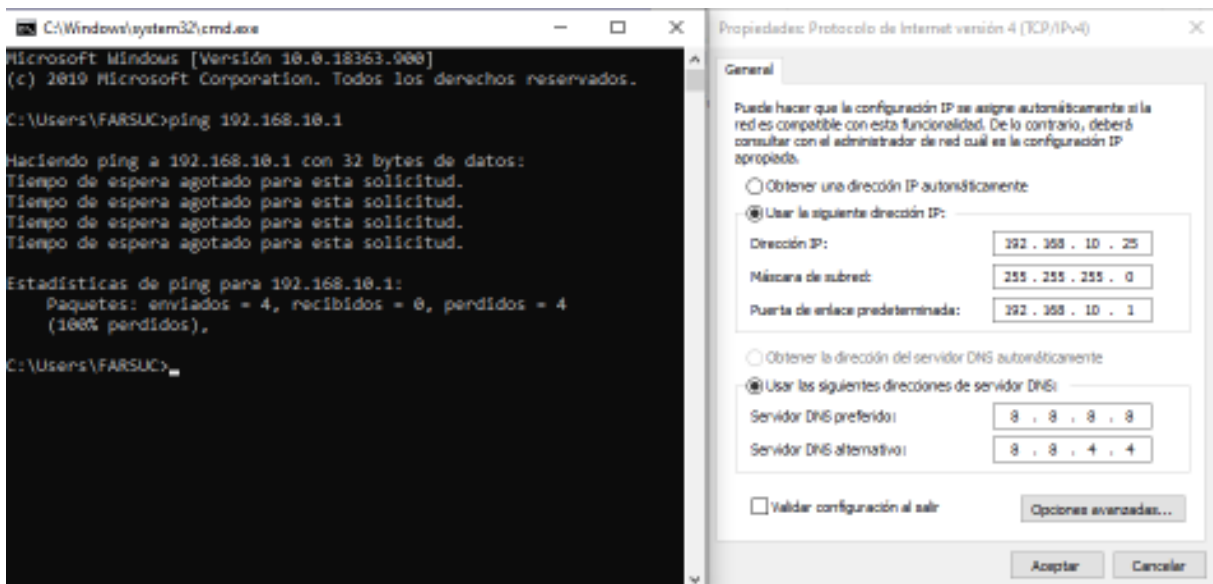 C:\Windows\system32\cmd.exe
Microsoft Windows [Versión 10.0.18363.900]
(c) 2019 Microsoft Corporation. Todos los derechos reservados.
C:\Users\FARSUC>ping 192.168.10.1
Haciendo ping a 192.168.10.1 con 32 bytes de datos:
Tiempo de espera agotado para esta solicitud.
Tiempo de espera agotado para esta solicitud.
Tiempo de espera agotado para esta solicitud.
Tiempo de espera agotado para esta solicitud.
Estadísticas de ping para 192.168.10.1:
Paquetes: enviados = 4, recibidos = 0, perdidos = 4
(100% perdidos),
C:\Users\FARSUC>
Propiedades: Protocolo de Internet versión 4 (TCP/IPv4)
General
Puede hacer que la configuración IP se asigne automáticamente si la
red es compatible con esta funcionalidad. De lo contrario, deberá
consultar con el administrador de red cuál es la configuración IP
apropiada.
Obtener una dirección IP automáticamente
Usar la siguiente dirección IP:
Dirección IP: 192 . 168 . 10 . 25
Máscara de subred: 255 . 255 . 255 . 0
Puerta de enlace predeterminada: 192 . 168 . 10 . 1
Obtener la dirección del servidor DNS automáticamente
Usar las siguientes direcciones de servidor DNS:
Servidor DNS preferido: 8 . 8 . 8 . 8
Servidor DNS alternativo: 8 . 8 . 4 . 4
Validar configuración al salir
Opciones avanzadas...
Aceptar
Cancelar